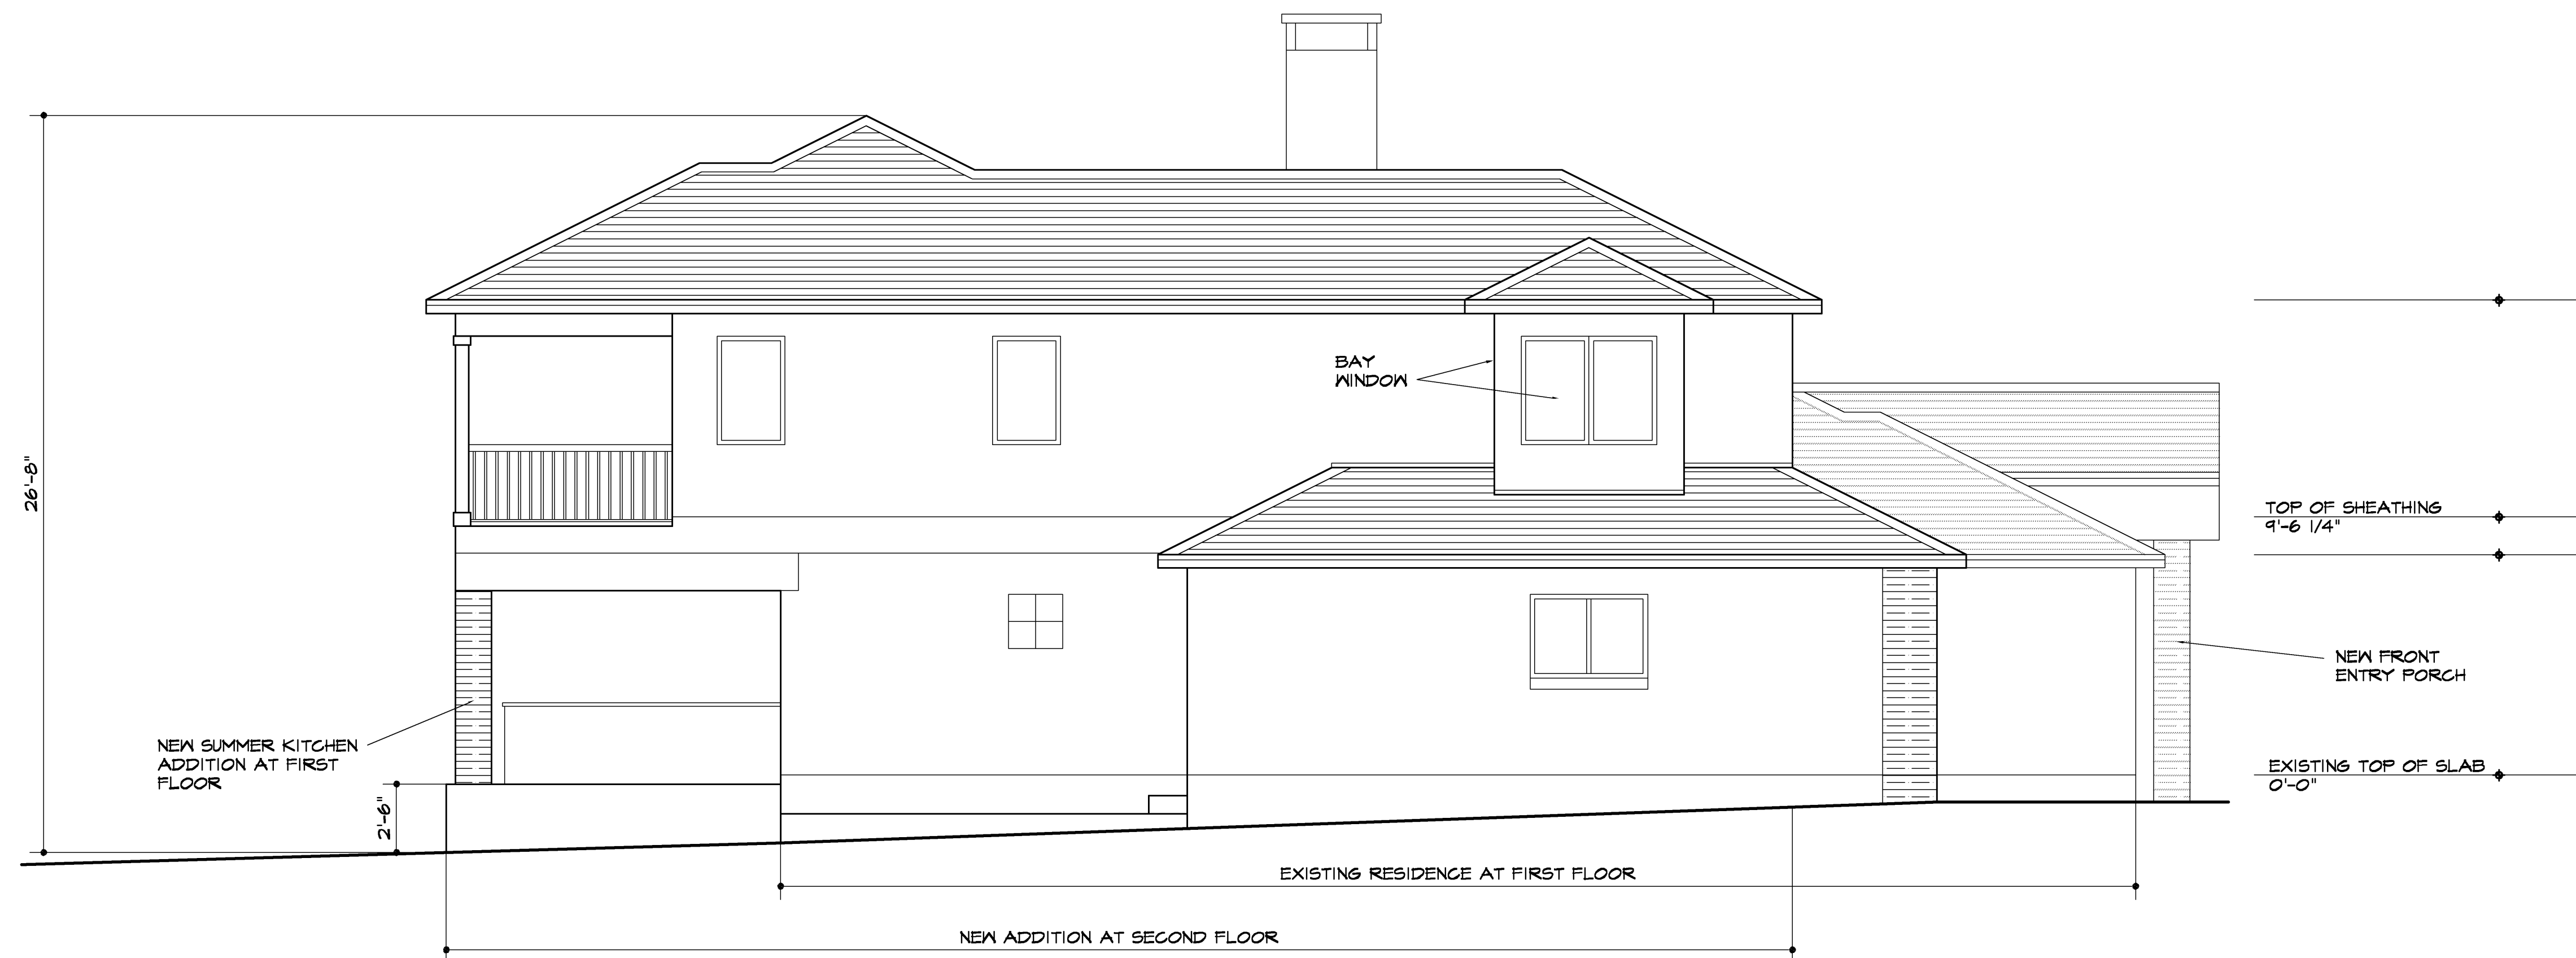 26'-8"
BAY
WINDOW
TOP OF SHEATHING
9'-6 1/4"
NEW FRONT
ENTRY PORCH
NEW SUMMER KITCHEN
ADDITION AT FIRST
FLOOR
2'-6"
EXISTING TOP OF SLAB
0'-0"
EXISTING RESIDENCE AT FIRST FLOOR
NEW ADDITION AT SECOND FLOOR